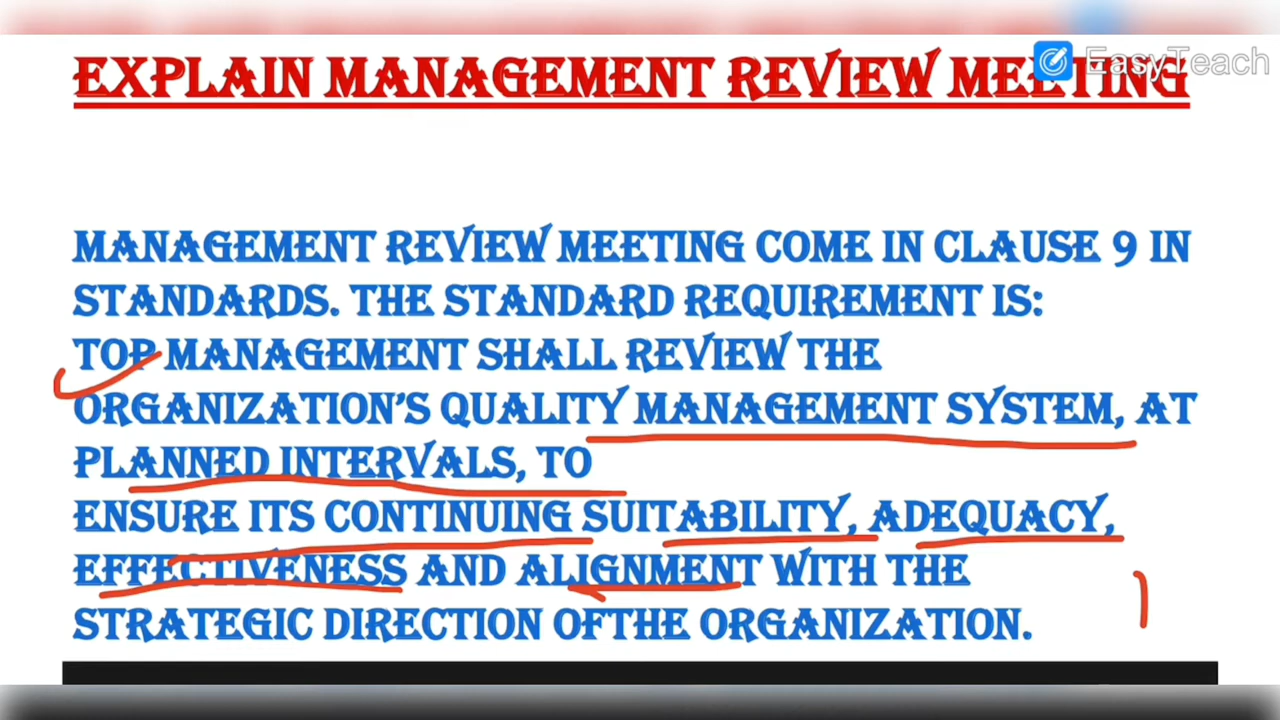 EXPLAIN MANAGEMENT REVIEW MEETING
EasyTeach
MANAGEMENT REVIEW MEETING COME IN CLAUSE 9 IN
STANDARDS. THE STANDARD REQUIREMENT IS:
TOP MANAGEMENT SHALL REVIEW THE
ORGANIZATION'S QUALITY MANAGEMENT SYSTEM, AT
PLANNED INTERVALS, TO
ENSURE ITS CONTINUING SUITABILITY, ADEQUACY,
EFFECTIVENESS AND ALIGNMENT WITH THE
STRATEGIC DIRECTION OFTHE ORGANIZATION.